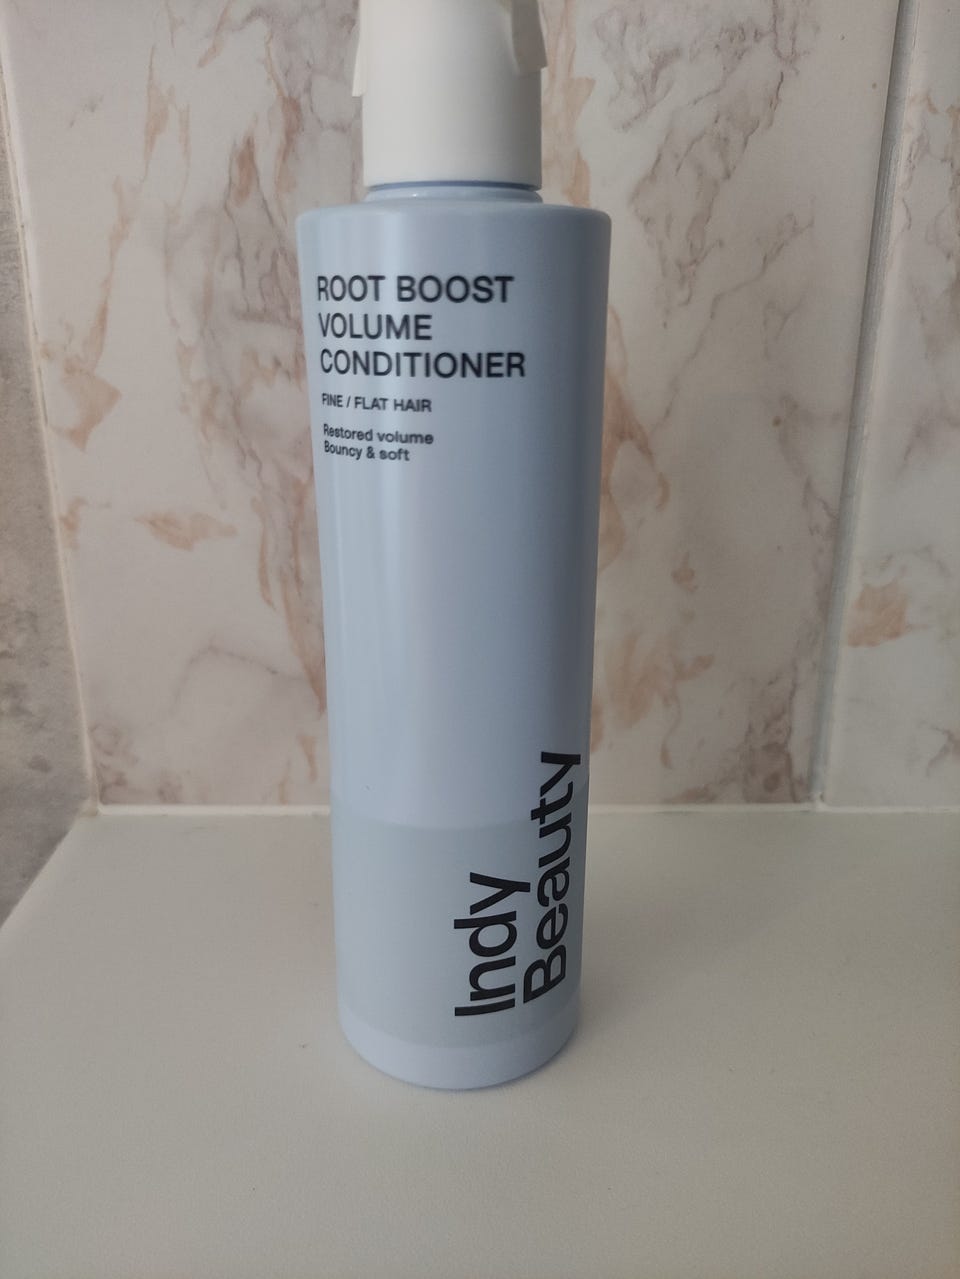 ROOT BOOST
VOLUME
CONDITIONER
FINE / FLAT HAIR
Restored volume
Bouncy & soft
Indy
Beauty